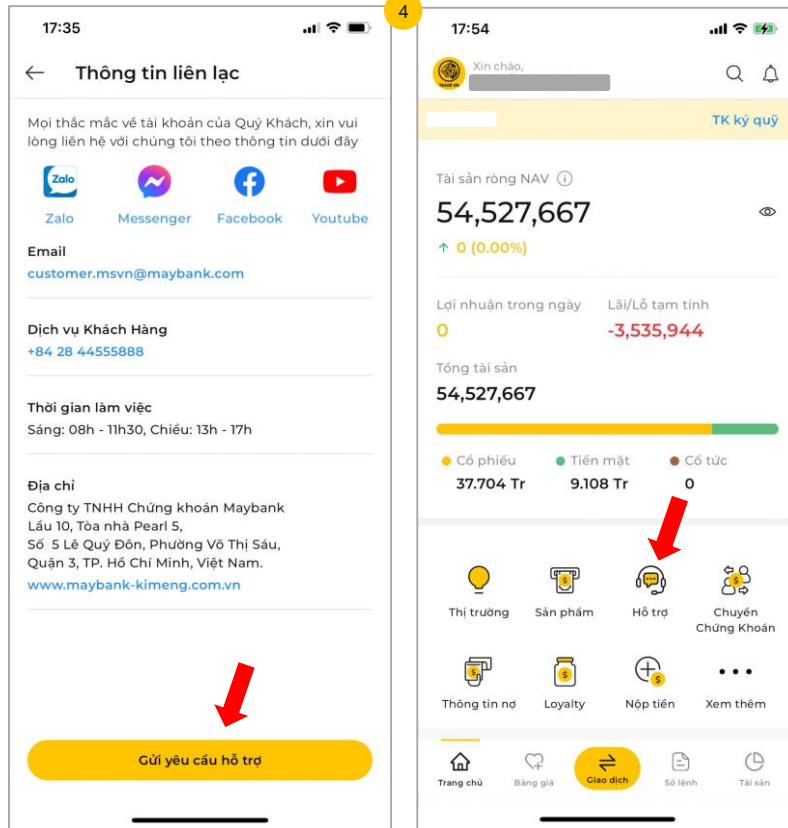 4
17:35
Thông tin liên lạc
Mọi thắc mắc về tài khoản của Quý Khách, xin vui
lòng liên hệ với chúng tôi theo thông tin dưới đây
Zalo
Zalo
Messenger
Facebook
Youtube
Email
customer.msvn@maybank.com
Dịch vụ Khách Hàng
+84 28 44555888
Thời gian làm việc
Sáng: 08h - 11h30, Chiều: 13h - 17h
Địa chỉ
Công ty TNHH Chứng khoán Maybank
Lầu 10, Tòa nhà Pearl 5,
Số 5 Lê Quý Đôn, Phường Võ Thị Sáu,
Quận 3, TP. Hồ Chí Minh, Việt Nam.
www.maybank-kimeng.com.vn
Gửi yêu cầu hỗ trợ
17:54
TRADE VN
Xin chào,
TK ký quỹ
Tài sản ròng NAV
54,527,667
0 (0.00%)
Lợi nhuận trong ngày
Lãi/Lỗ tạm tính
0
-3,535,944
Tổng tài sản
54,527,667
Cổ phiếu
Tiền mặt
Cổ tức
37.704 Tr
9.108 Tr
0
Thị trường
Sản phẩm
Hỗ trợ
Chuyển
Chứng Khoán
Thông tin nợ
Loyalty
Nộp tiền
Xem thêm
Trang chủ
Bảng giá
Giao dịch
Sổ lệnh
Tài sản